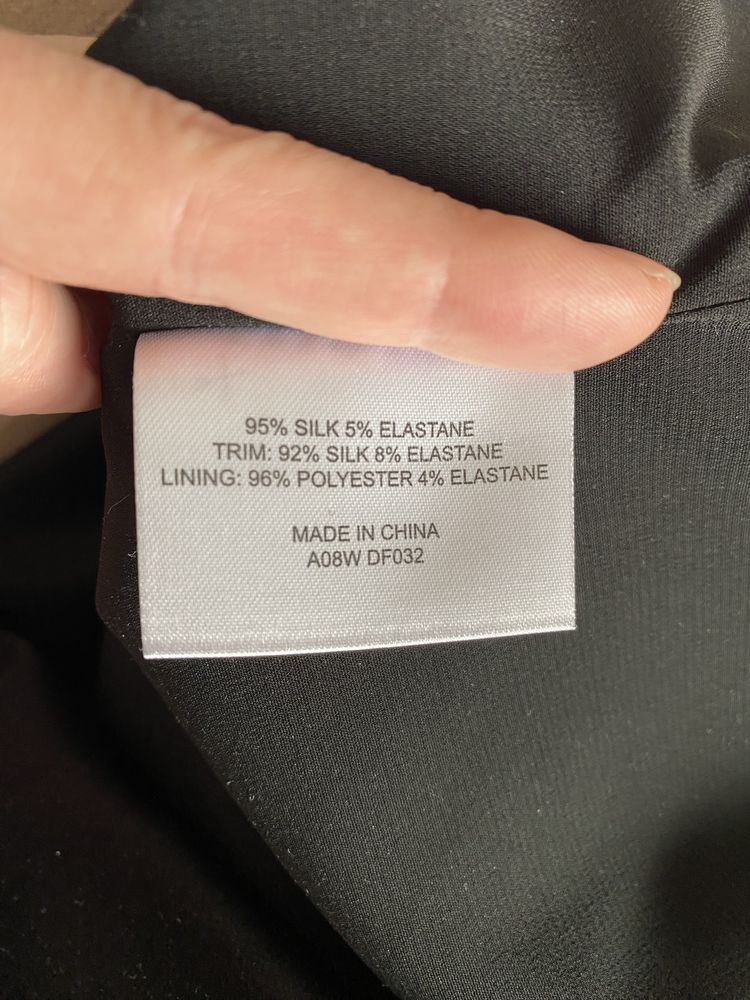 95% SILK 5% ELASTANE
TRIM: 92% SILK 8% ELASTANE
LINING: 96% POLYESTER 4% ELASTANE
MADE IN CHINA
A08W DF032